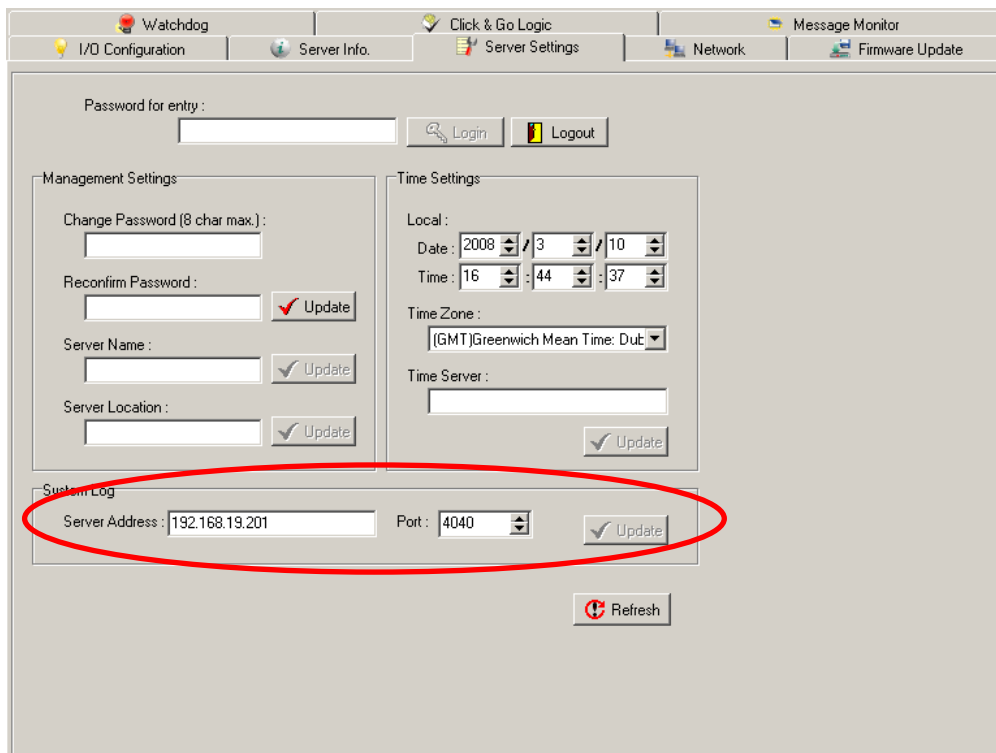 Watchdog Click & Go Logic Message Monitor
I/O Configuration Server Info. Server Settings Network Firmware Update
Password for entry :
Login Logout
Management Settings
Change Password (8 char max.) :
Reconfirm Password :
Update
Server Name :
Update
Server Location :
Update
Time Settings
Local :
Date : 2008 / 3 / 10
Time : 16 : 44 : 37
Time Zone :
(GMT)Greenwich Mean Time: Dub
Time Server :
Update
System Log
Server Address : 192.168.19.201 Port : 4040 Update
Refresh